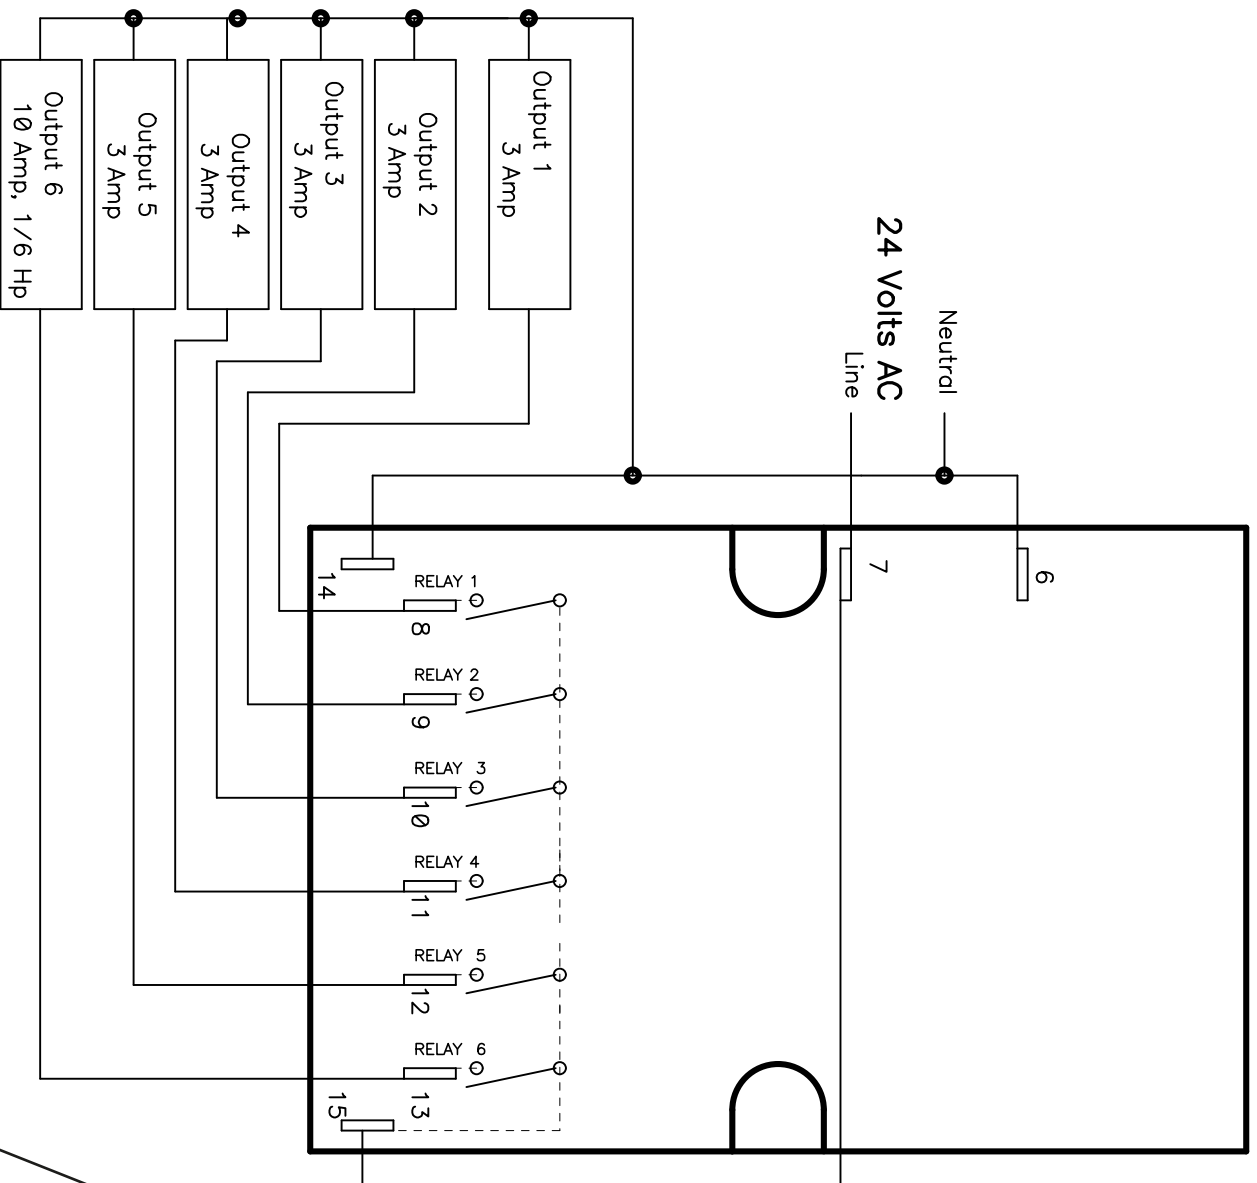 Output 1
3 Amp
Output 2
3 Amp
Output 3
3 Amp
Output 4
3 Amp
Output 5
3 Amp
Output 6
10 Amp, 1/6 Hp
24 Volts AC
Neutral
Line
6
7
14
RELAY 1
8
RELAY 2
9
RELAY 3
10
RELAY 4
11
RELAY 5
12
RELAY 6
13
15